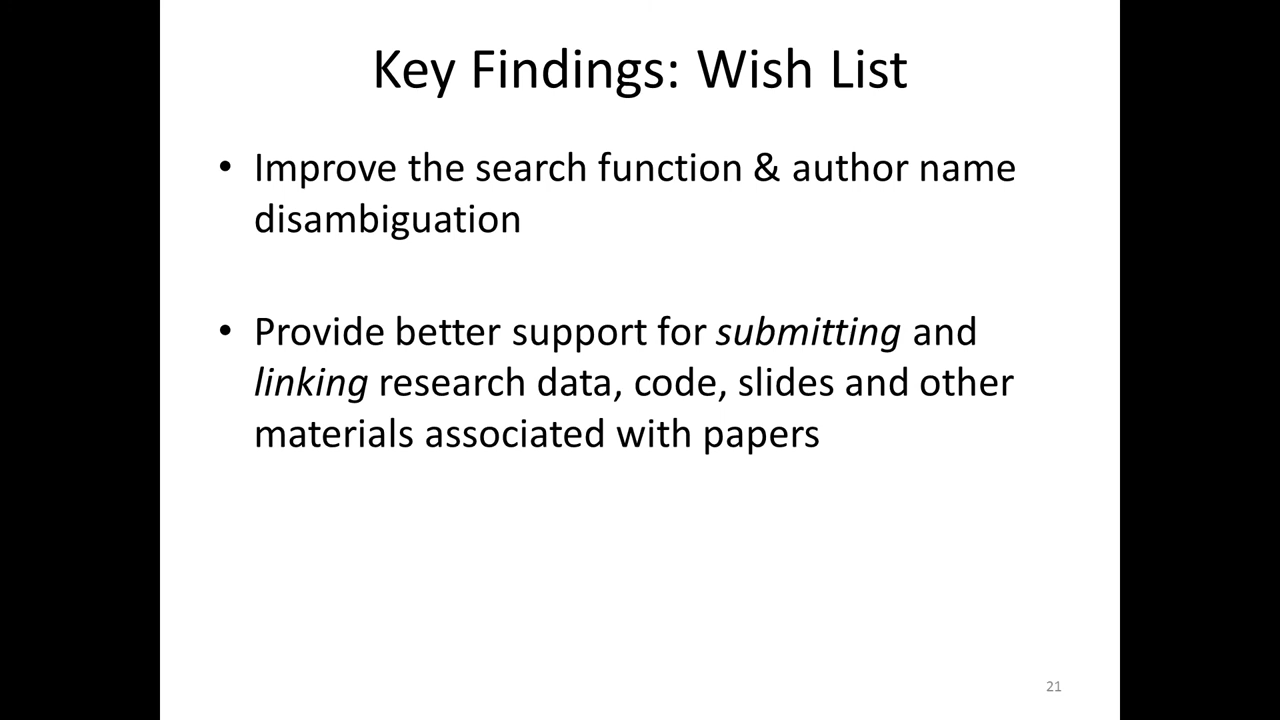 Key Findings: Wish List
• Improve the search function & author name
disambiguation
• Provide better support for submitting and
linking research data, code, slides and other
materials associated with papers
21